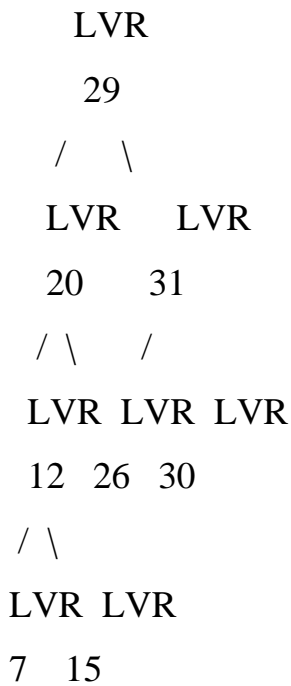 LVR
29
/ \
LVR LVR
20 31
/ \ /
LVR LVR LVR
12 26 30
/ \
LVR LVR
7 15